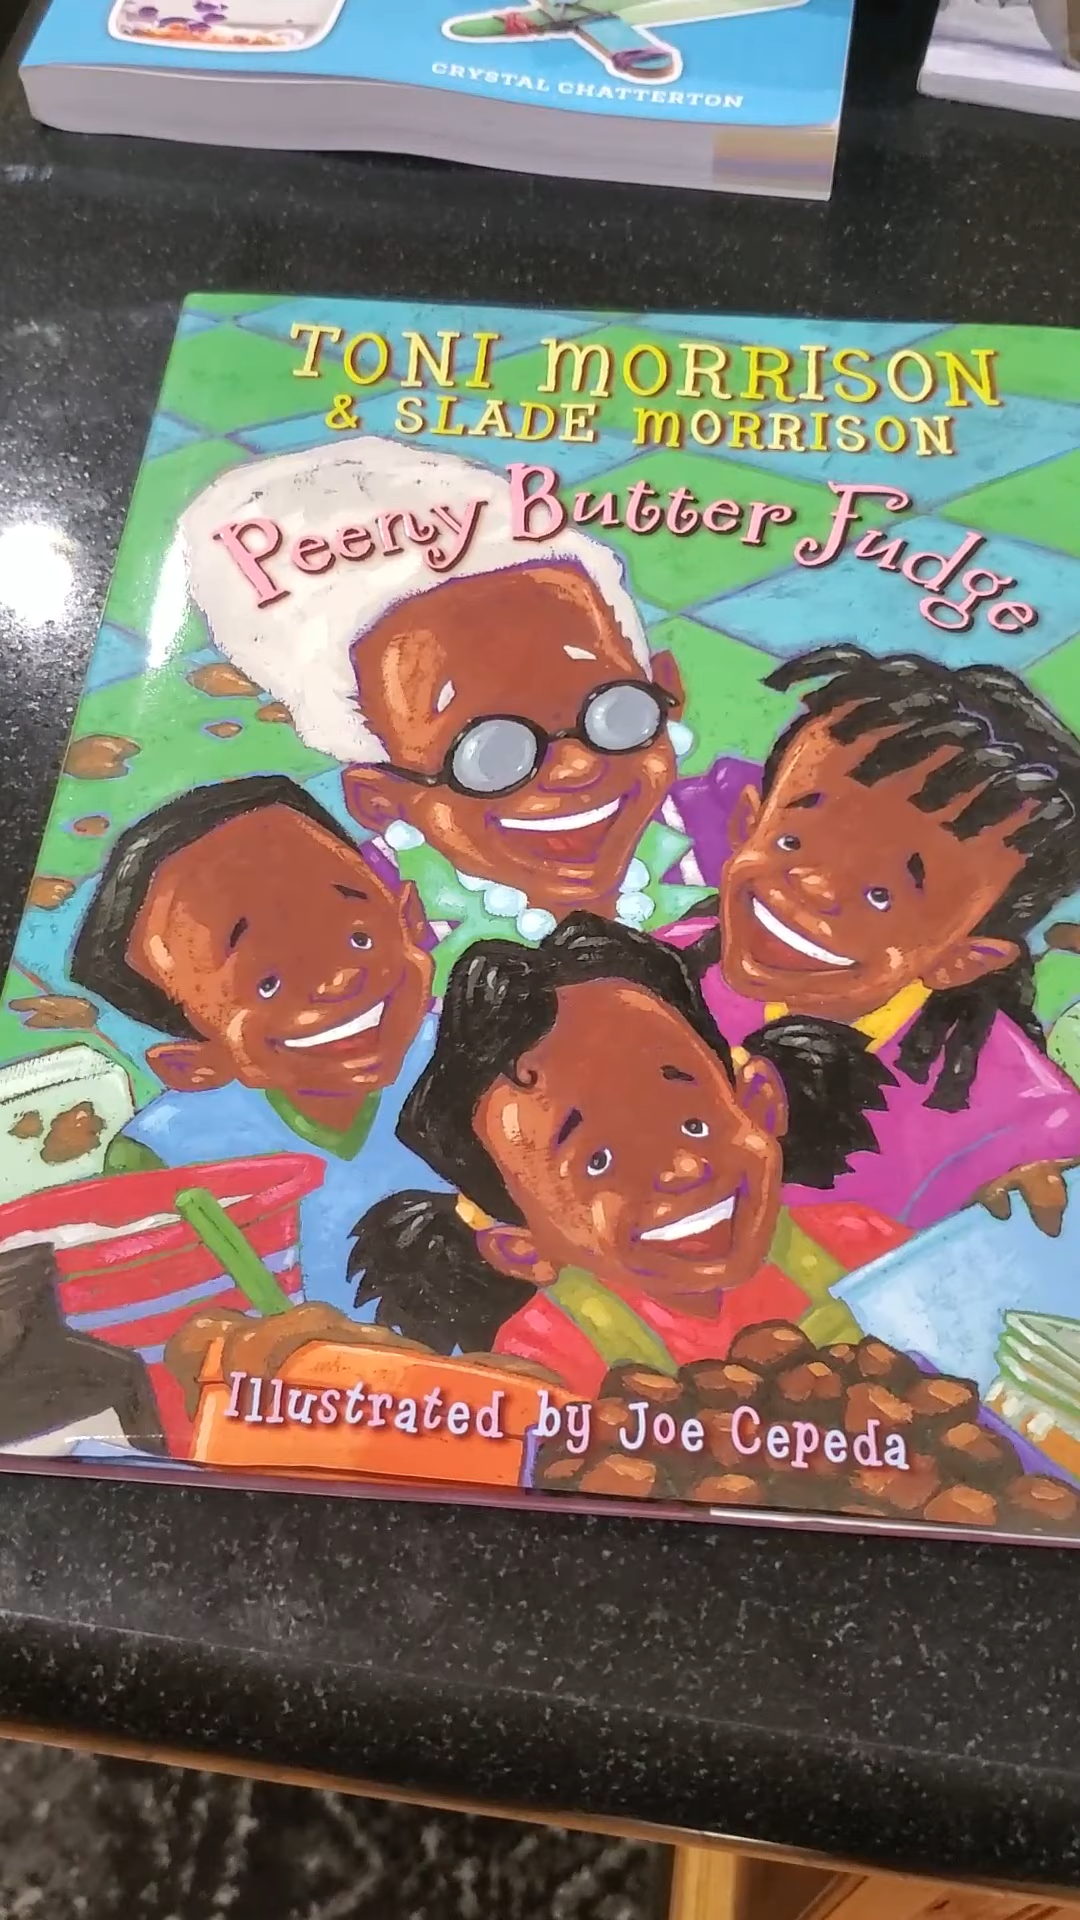 CRYSTAL CHATTERTON
TONI MORRISON
& SLADE MORRISON
Peeny Butter Fudge
Illustrated by Joe Cepeda